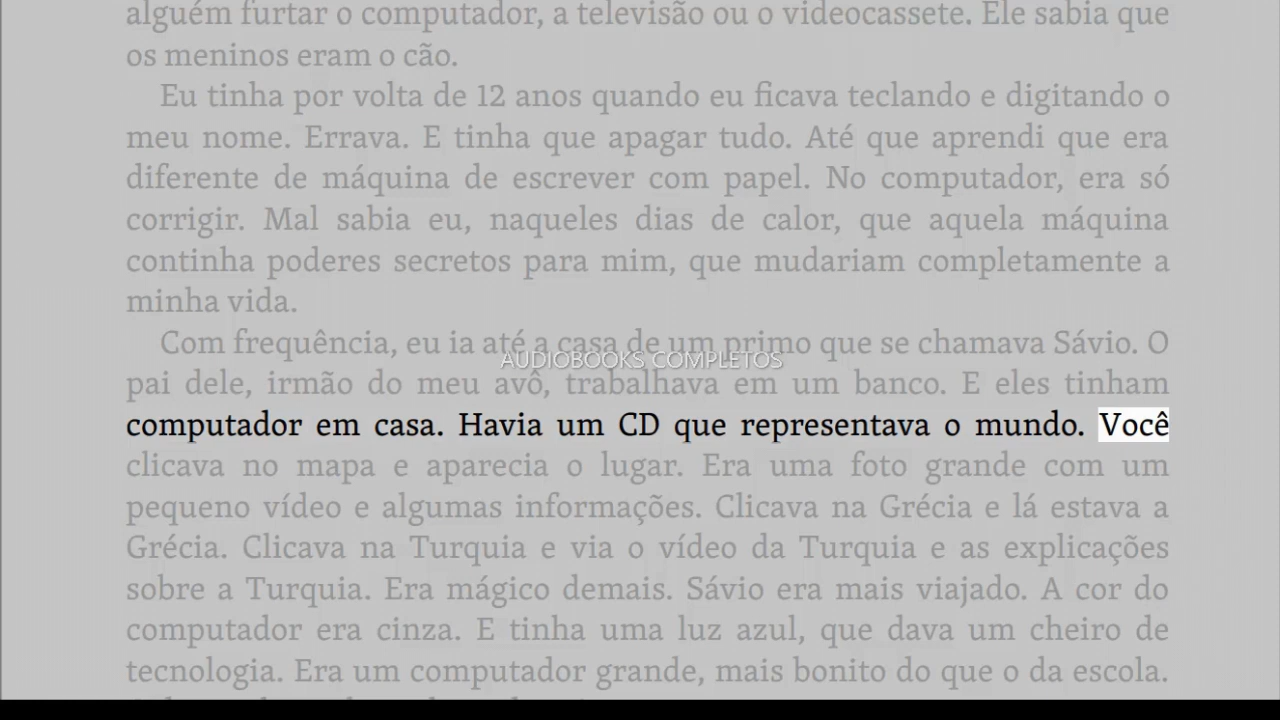 alguém furtar o computador, a televisão ou o videocassete. Ele sabia que
os meninos eram o cão.
Eu tinha por volta de 12 anos quando eu ficava teclando e digitando o
meu nome. Errava. E tinha que apagar tudo. Até que aprendi que era
diferente de máquina de escrever com papel. No computador, era só
corrigir. Mal sabia eu, naqueles dias de calor, que aquela máquina
continha poderes secretos para mim, que mudariam completamente a
minha vida.
Com frequência, eu ia até a casa de um primo que se chamava Sávio. O
AUDIOBOOKS COMPLETOS
pai dele, irmão do meu avô, trabalhava em um banco. E eles tinham
computador em casa. Havia um CD que representava o mundo. Você
clicava no mapa e aparecia o lugar. Era uma foto grande com um
pequeno vídeo e algumas informações. Clicava na Grécia e lá estava a
Grécia. Clicava na Turquia e via o vídeo da Turquia e as explicações
sobre a Turquia. Era mágico demais. Sávio era mais viajado. A cor do
computador era cinza. E tinha uma luz azul, que dava um cheiro de
tecnologia. Era um computador grande, mais bonito do que o da escola.